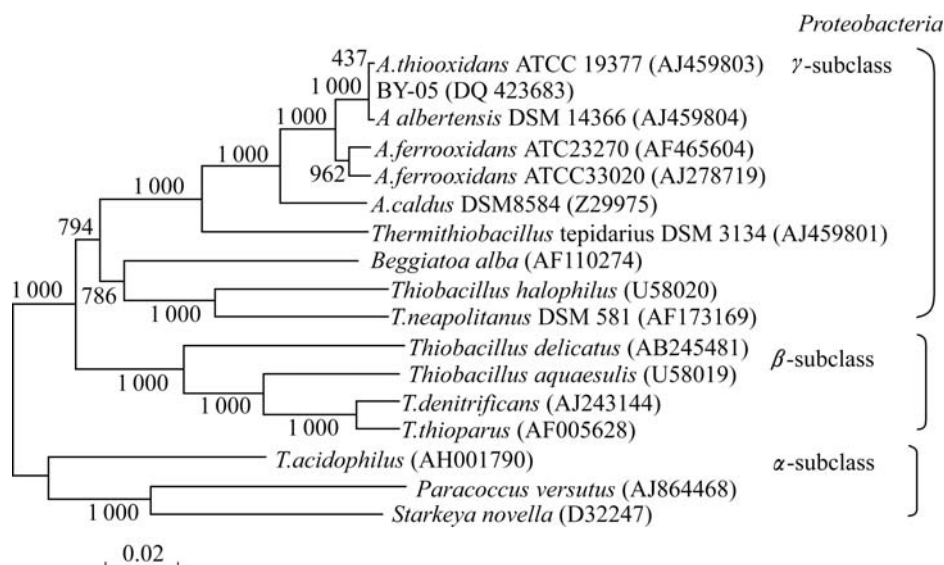 Proteobacteria
437
A.thiooxidans ATCC 19377 (AJ459803)
γ-subclass
1 000
BY-05 (DQ 423683)
A albertensis DSM 14366 (AJ459804)
1 000
A.ferrooxidans ATC23270 (AF465604)
1 000
962
A.ferrooxidans ATCC33020 (AJ278719)
1 000
A.caldus DSM8584 (Z29975)
794
Thermithiobacillus tepidarius DSM 3134 (AJ459801)
Beggiatoa alba (AF110274)
1 000
786
Thiobacillus halophilus (U58020)
1 000
T.neapolitanus DSM 581 (AF173169)
Thiobacillus delicatus (AB245481)
β-subclass
1 000
Thiobacillus aquaesulis (U58019)
1 000
T.denitrificans (AJ243144)
1 000
T.thioparus (AF005628)
T.acidophilus (AH001790)
α-subclass
Paracoccus versutus (AJ864468)
1 000
Starkeya novella (D32247)
0.02